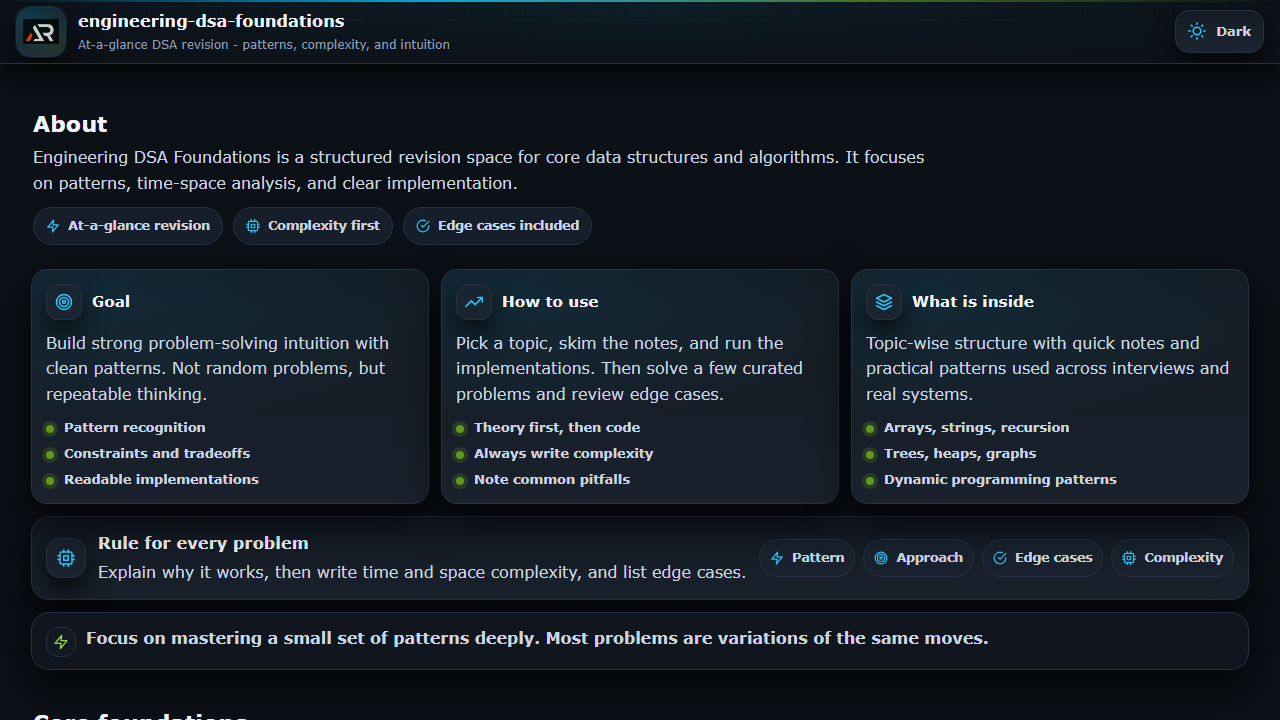 AR
engineering-dsa-foundations
At-a-glance DSA revision - patterns, complexity, and intuition
Dark
About
Engineering DSA Foundations is a structured revision space for core data structures and algorithms. It focuses
on patterns, time-space analysis, and clear implementation.
At-a-glance revision
Complexity first
Edge cases included
Goal
Build strong problem-solving intuition with
clean patterns. Not random problems, but
repeatable thinking.
Pattern recognition
Constraints and tradeoffs
Readable implementations
How to use
Pick a topic, skim the notes, and run the
implementations. Then solve a few curated
problems and review edge cases.
Theory first, then code
Always write complexity
Note common pitfalls
What is inside
Topic-wise structure with quick notes and
practical patterns used across interviews and
real systems.
Arrays, strings, recursion
Trees, heaps, graphs
Dynamic programming patterns
Rule for every problem
Explain why it works, then write time and space complexity, and list edge cases.
Pattern
Approach
Edge cases
Complexity
Focus on mastering a small set of patterns deeply. Most problems are variations of the same moves.
Core foundations